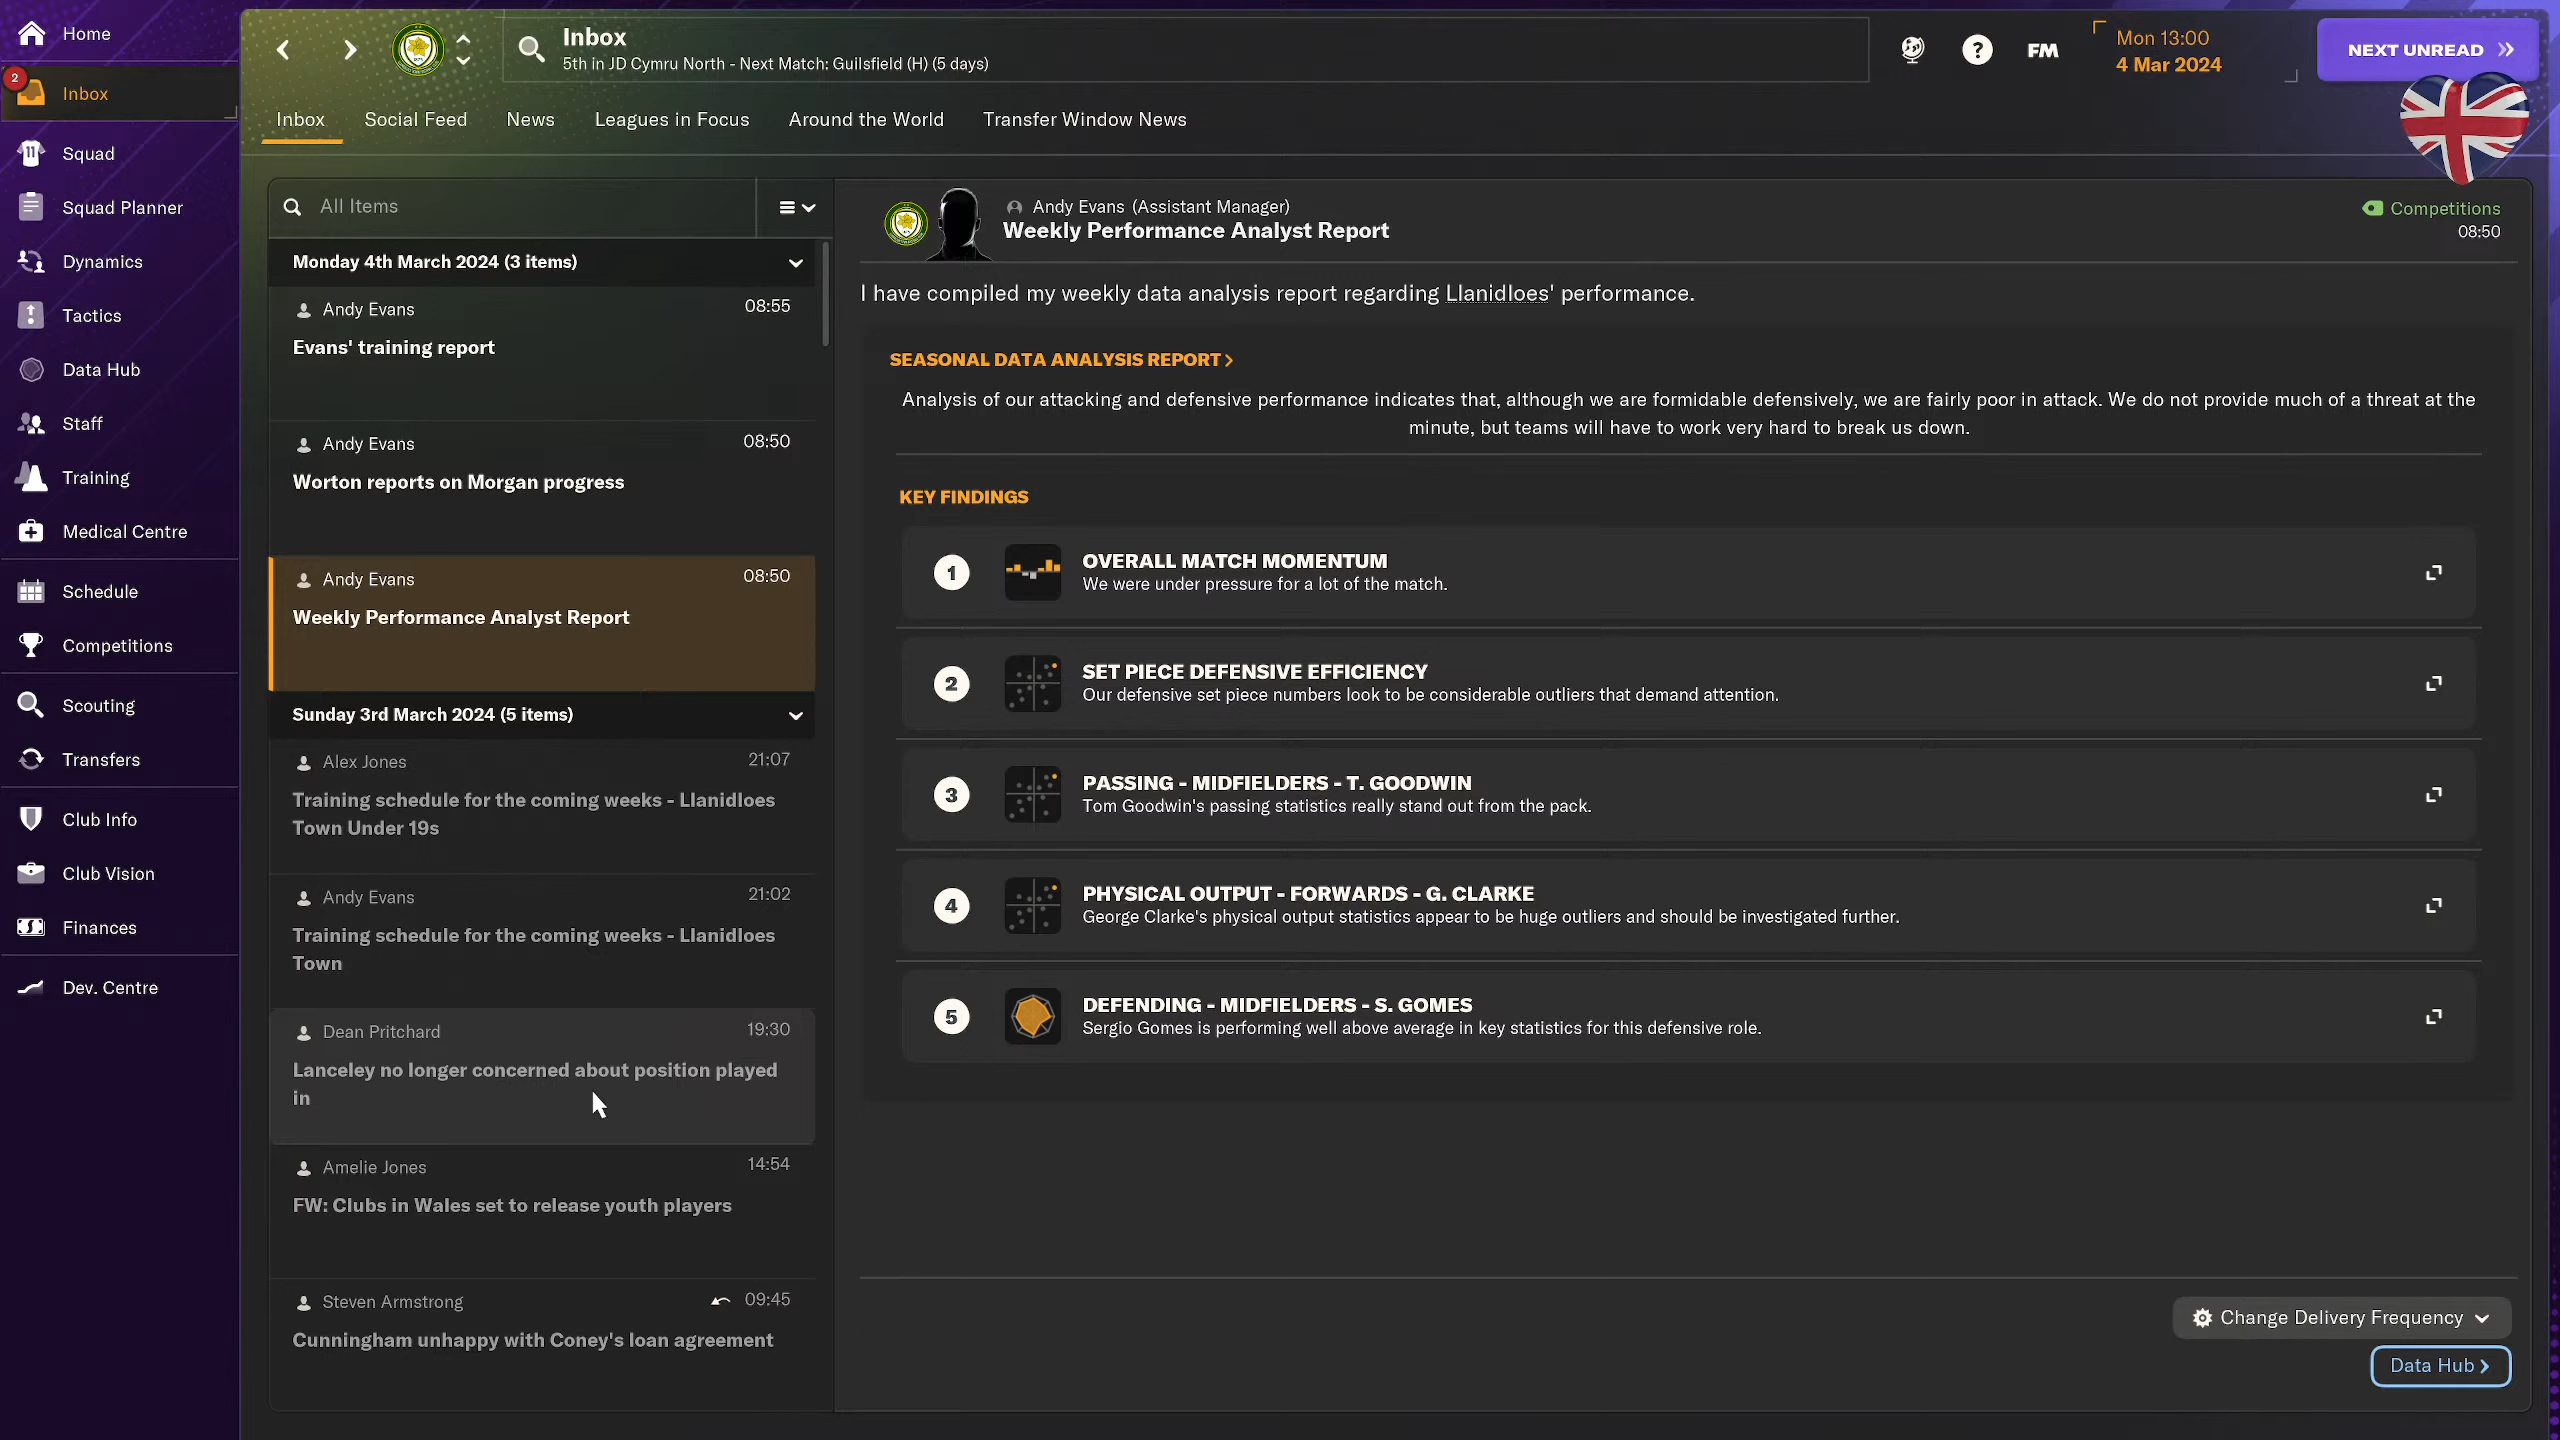 Home
2
Inbox
Squad
Squad Planner
Dynamics
Tactics
Data Hub
Staff
Training
Medical Centre
Schedule
Competitions
Scouting
Transfers
Club Info
Club Vision
Finances
Dev. Centre
Inbox
5th in JD Cymru North - Next Match: Guilsfield (H) (5 days)
?
FM
Mon 13:00
4 Mar 2024
NEXT UNREAD
Inbox
Social Feed
News
Leagues in Focus
Around the World
Transfer Window News
All Items
Monday 4th March 2024 (3 items)
Andy Evans
08:55
Evans' training report
Andy Evans
08:50
Worton reports on Morgan progress
Andy Evans
08:50
Weekly Performance Analyst Report
Sunday 3rd March 2024 (5 items)
Alex Jones
21:07
Training schedule for the coming weeks - Llanidloes
Town Under 19s
Andy Evans
21:02
Training schedule for the coming weeks - Llanidloes
Town
Dean Pritchard
19:30
Lanceley no longer concerned about position played
in
Amelie Jones
14:54
FW: Clubs in Wales set to release youth players
Steven Armstrong
09:45
Cunningham unhappy with Coney's loan agreement
Andy Evans (Assistant Manager)
Weekly Performance Analyst Report
Competitions
08:50
I have compiled my weekly data analysis report regarding Llanidloes' performance.
SEASONAL DATA ANALYSIS REPORT
Analysis of our attacking and defensive performance indicates that, although we are formidable defensively, we are fairly poor in attack. We do not provide much of a threat at the
minute, but teams will have to work very hard to break us down.
KEY FINDINGS
1
OVERALL MATCH MOMENTUM
We were under pressure for a lot of the match.
2
SET PIECE DEFENSIVE EFFICIENCY
Our defensive set piece numbers look to be considerable outliers that demand attention.
3
PASSING - MIDFIELDERS - T. GOODWIN
Tom Goodwin's passing statistics really stand out from the pack.
4
PHYSICAL OUTPUT - FORWARDS - G. CLARKE
George Clarke's physical output statistics appear to be huge outliers and should be investigated further.
5
DEFENDING - MIDFIELDERS - S. GOMES
Sergio Gomes is performing well above average in key statistics for this defensive role.
Change Delivery Frequency
Data Hub